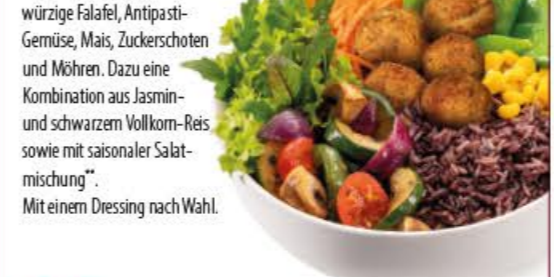 würzige Falafel, Antipasti-
Gemüse, Mais, Zuckerschoten
und Möhren. Dazu eine
Kombination aus Jasmin-
und schwarzem Vollkorn-Reis
sowie mit saisonaler Salat-
mischung**.
Mit einem Dressing nach Wahl.